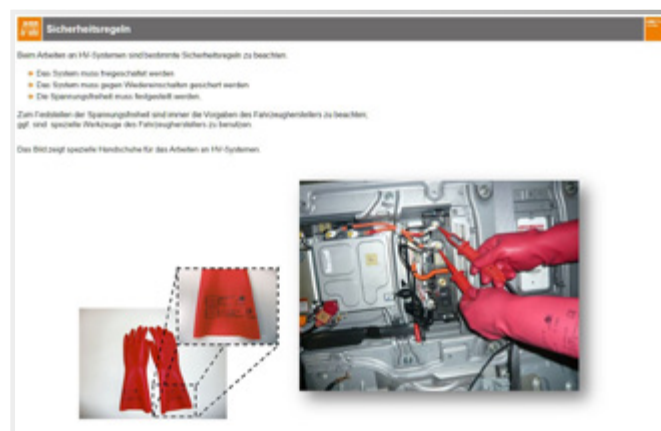 Sicherheitsregeln
Beim Arbeiten an HV-Systemen sind bestimmte Sicherheitsregeln zu beachten.
Das System muss freigeschaltet werden
Das System muss gegen Wiedereinschalten gesichert werden
Die Spannungsfreiheit muss festgestellt werden.
Zum Feststellen der Spannungsfreiheit sind immer die Vorgaben des Fahrzeugherstellers zu beachten;
ggf. sind spezielle Werkzeuge des Fahrzeugherstellers zu benutzen.
Das Bild zeigt spezielle Handschuhe für das Arbeiten an HV-Systemen.